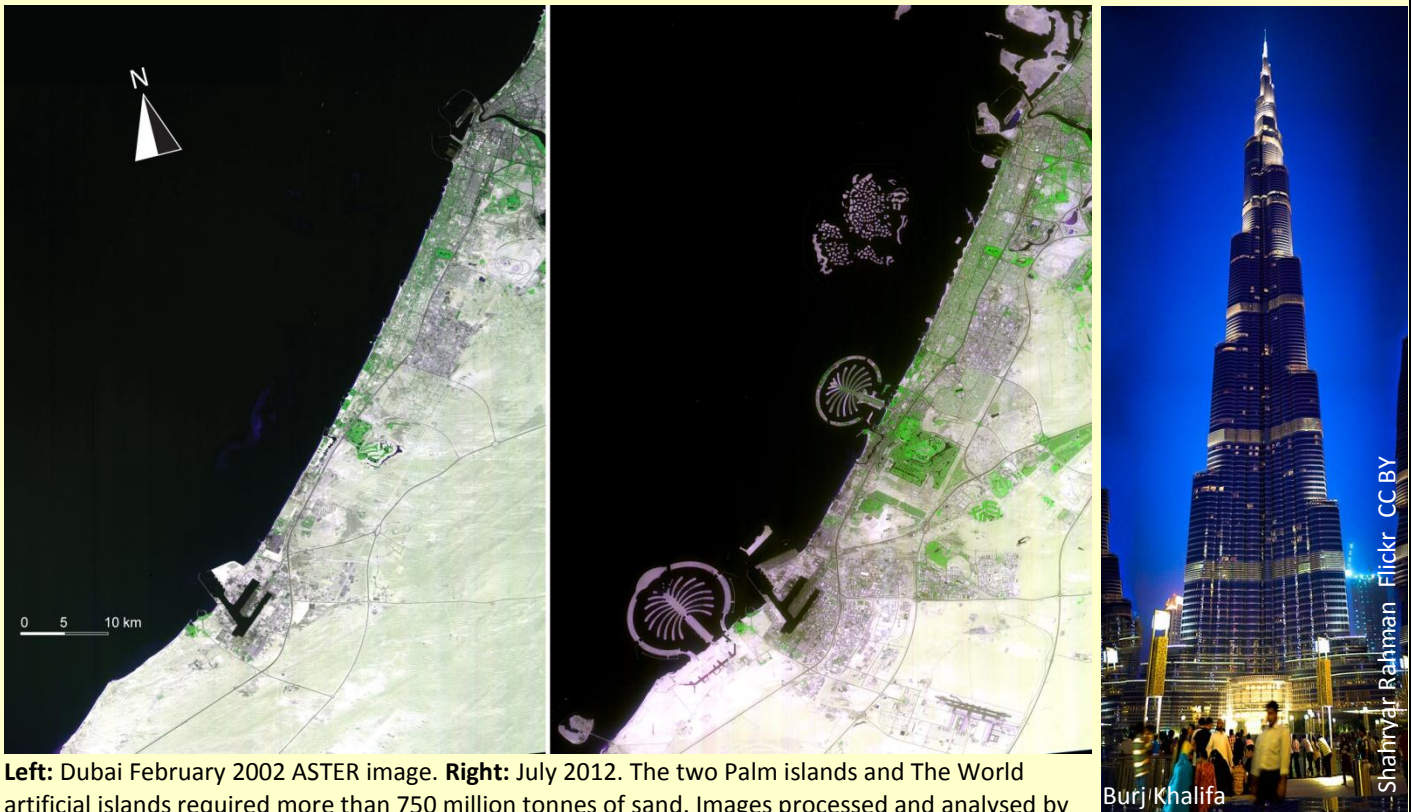 N
0 5 10 km
Left: Dubai February 2002 ASTER image. Right: July 2012. The two Palm islands and The World
artificial islands required more than 750 million tonnes of sand. Images processed and analysed by
Burj Khalifa
Shahryar Rahman Flickr CC BY